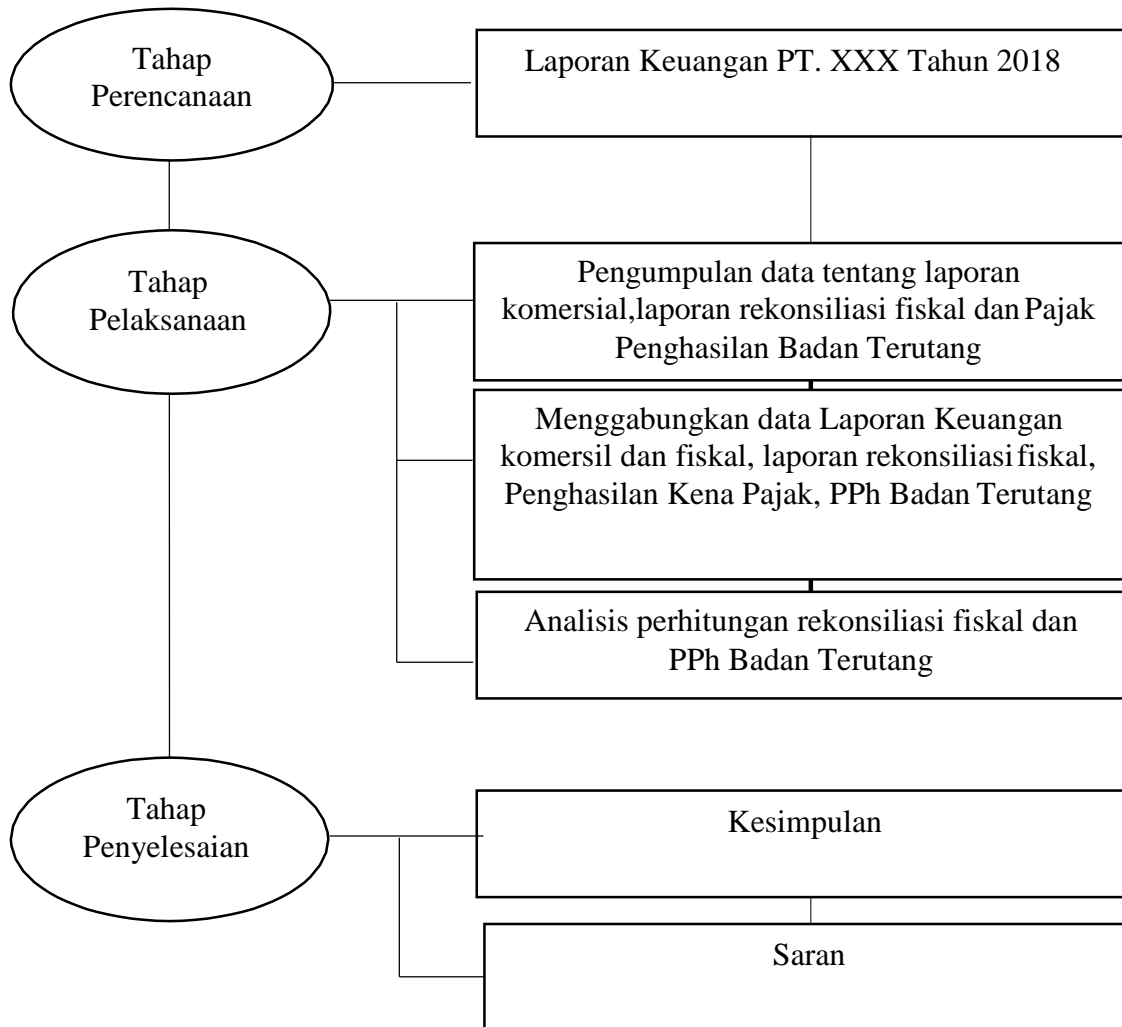 Tahap
Perencanaan
Laporan Keuangan PT. XXX Tahun 2018
Tahap
Pelaksanaan
Pengumpulan data tentang laporan
komersial,laporan rekonsiliasi fiskal dan Pajak
Penghasilan Badan Terutang
Menggabungkan data Laporan Keuangan
komersil dan fiskal, laporan rekonsiliasi fiskal,
Penghasilan Kena Pajak, PPh Badan Terutang
Analisis perhitungan rekonsiliasi fiskal dan
PPh Badan Terutang
Tahap
Penyelesaian
Kesimpulan
Saran